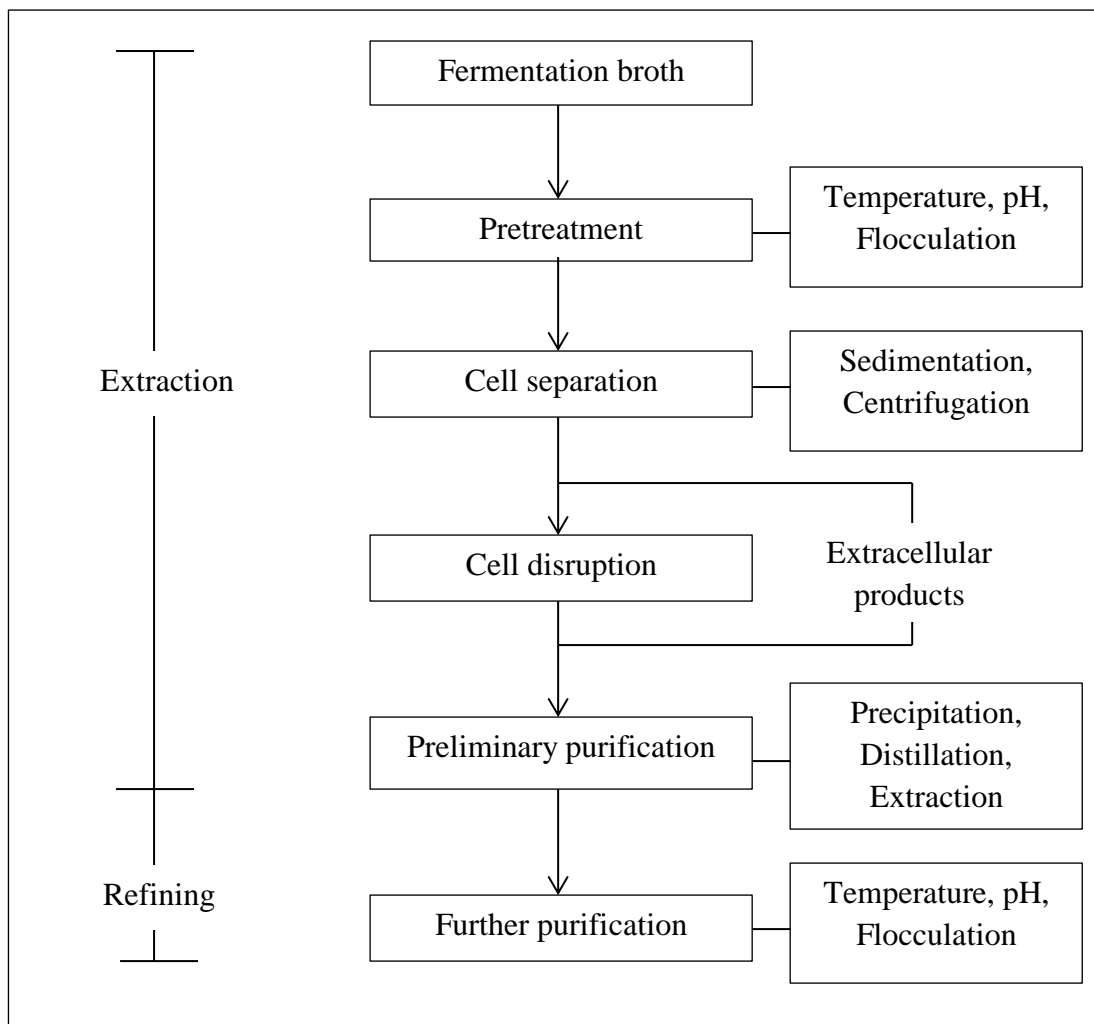 Fermentation broth
Pretreatment
Temperature, pH,
Flocculation
Cell separation
Sedimentation,
Centrifugation
Extraction
Cell disruption
Extracellular
products
Preliminary purification
Precipitation,
Distillation,
Extraction
Refining
Further purification
Temperature, pH,
Flocculation